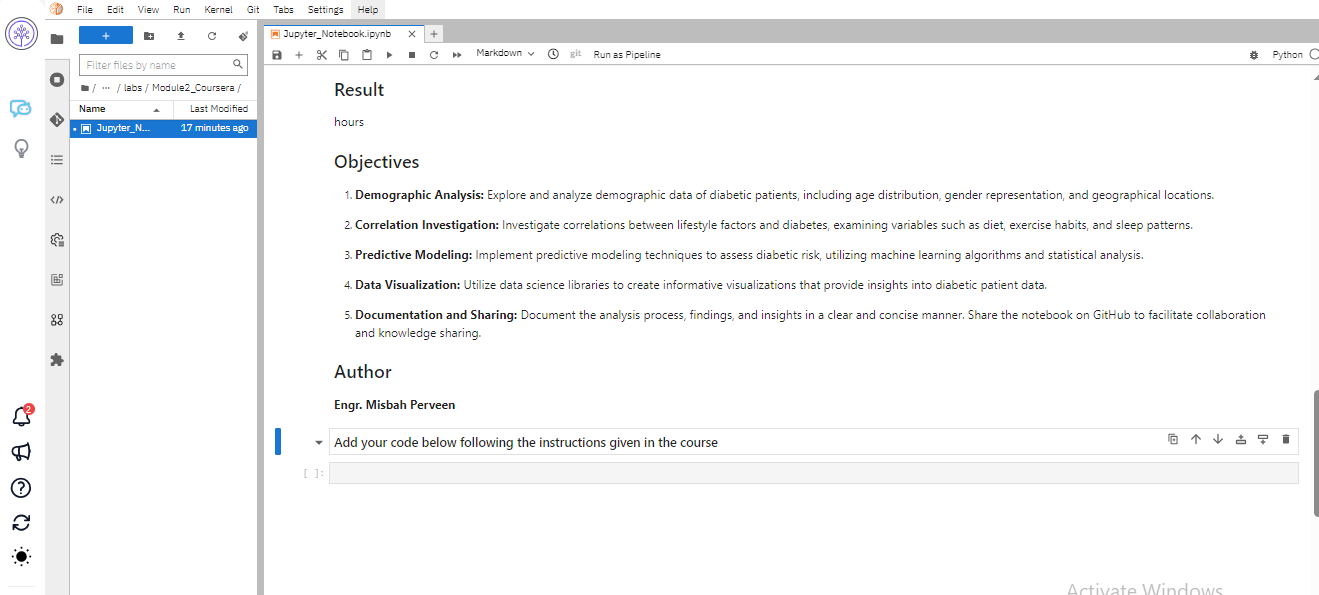 File Edit View Run Kernel Git Tabs Settings Help
Jupyter_Notebook.ipynb
Filter files by name
/ ··· / labs / Module2_Coursera /
Name Last Modified
Jupyter_N... 17 minutes ago
Markdown git Run as Pipeline Python
Result
hours
Objectives
1. Demographic Analysis: Explore and analyze demographic data of diabetic patients, including age distribution, gender representation, and geographical locations.
2. Correlation Investigation: Investigate correlations between lifestyle factors and diabetes, examining variables such as diet, exercise habits, and sleep patterns.
3. Predictive Modeling: Implement predictive modeling techniques to assess diabetic risk, utilizing machine learning algorithms and statistical analysis.
4. Data Visualization: Utilize data science libraries to create informative visualizations that provide insights into diabetic patient data.
5. Documentation and Sharing: Document the analysis process, findings, and insights in a clear and concise manner. Share the notebook on GitHub to facilitate collaboration
and knowledge sharing.
Author
Engr. Misbah Perveen
Add your code below following the instructions given in the course
[ ]:
2
Activate Windows